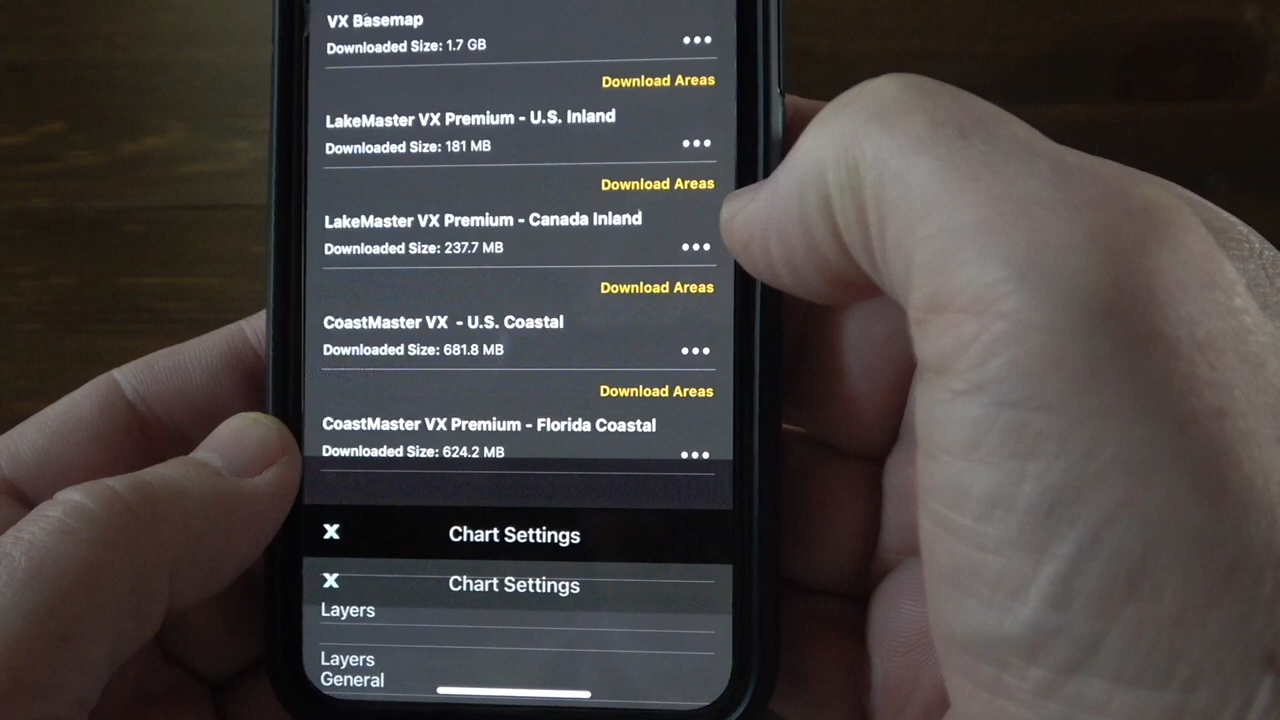 VX Basemap
Downloaded Size: 1.7 GB
Download Areas
LakeMaster VX Premium - U.S. Inland
Downloaded Size: 181 MB
Download Areas
LakeMaster VX Premium - Canada Inland
Downloaded Size: 237.7 MB
Download Areas
CoastMaster VX - U.S. Coastal
Downloaded Size: 681.8 MB
Download Areas
CoastMaster VX Premium - Florida Coastal
Downloaded Size: 624.2 MB
X Chart Settings
X Chart Settings
Layers
Layers
General